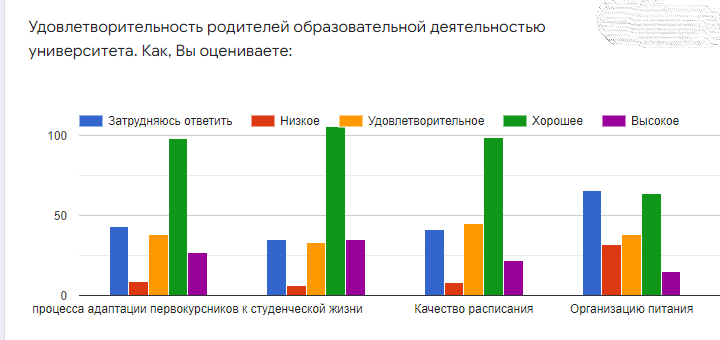 Удовлетворительность родителей образовательной деятельностью
университета. Как, Вы оцениваете:
Затрудняюсь ответить Низкое Удовлетворительное Хорошее Высокое
100
50
0
процесса адаптации первокурсников к студенческой жизни Качество расписания Организацию питания